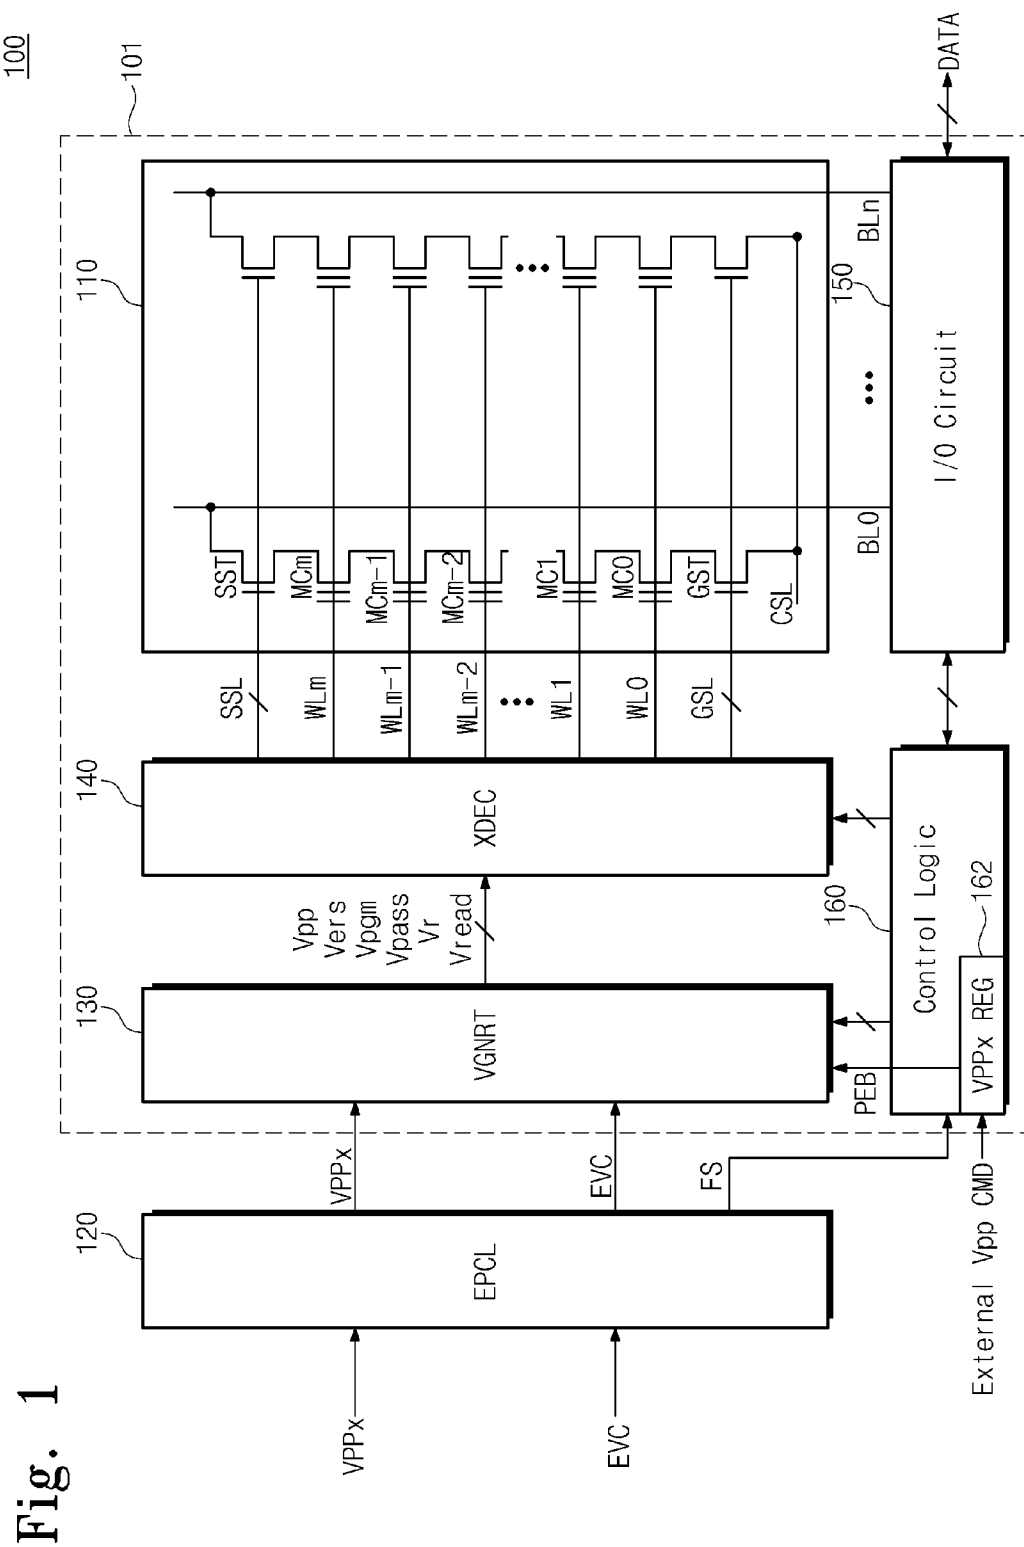 Fig. 1
100
101
110
SST
MCm
MCm-1
MCm-2
MC1
MC0
GST
CSL
SSL
WLm
WLm-1
WLm-2
WL1
WL0
GSL
140
XDEC
Vpp
Vers
Vpgm
Vpass
Vr
Vread
130
VGNRT
120
EPCL
VPPx
EVC
VPPx
EVC
FS
PEB
BL0
BLn
150
I/O Circuit
DATA
160
Control Logic
162
VPPx REG
External Vpp CMD